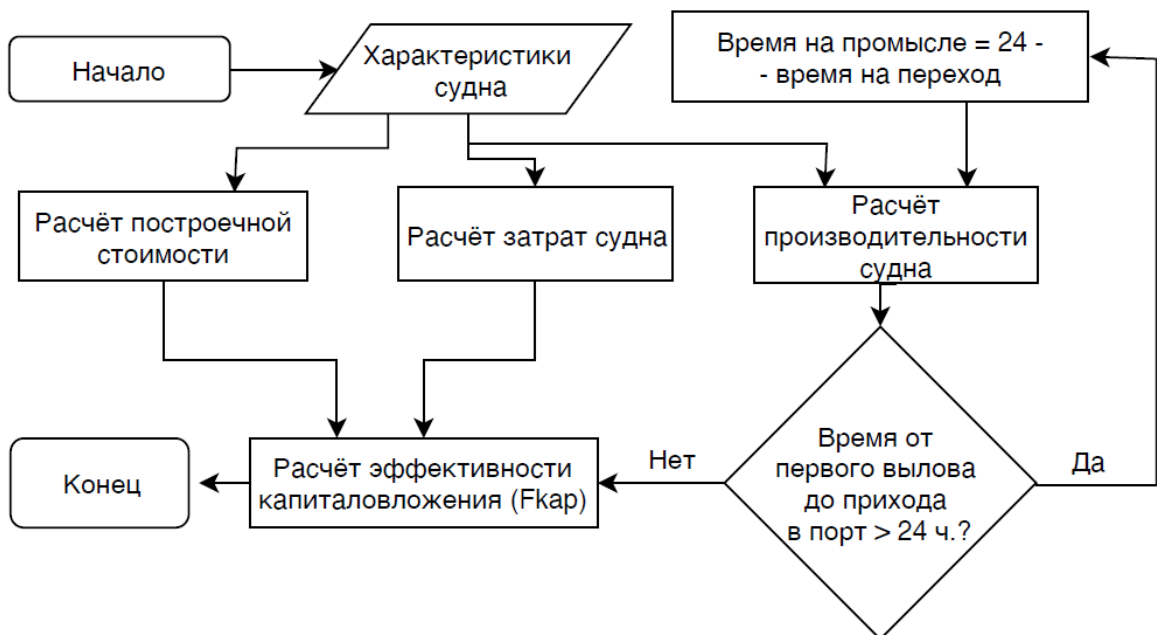 Начало
Характеристики
судна
Время на промысле = 24 -
- время на переход
Расчёт построечной
стоимости
Расчёт затрат судна
Расчёт
производительности
судна
Конец
Расчёт эффективности
капиталовложения (Fkap)
Нет
Время от
первого вылова
до прихода
в порт > 24 ч.?
Да